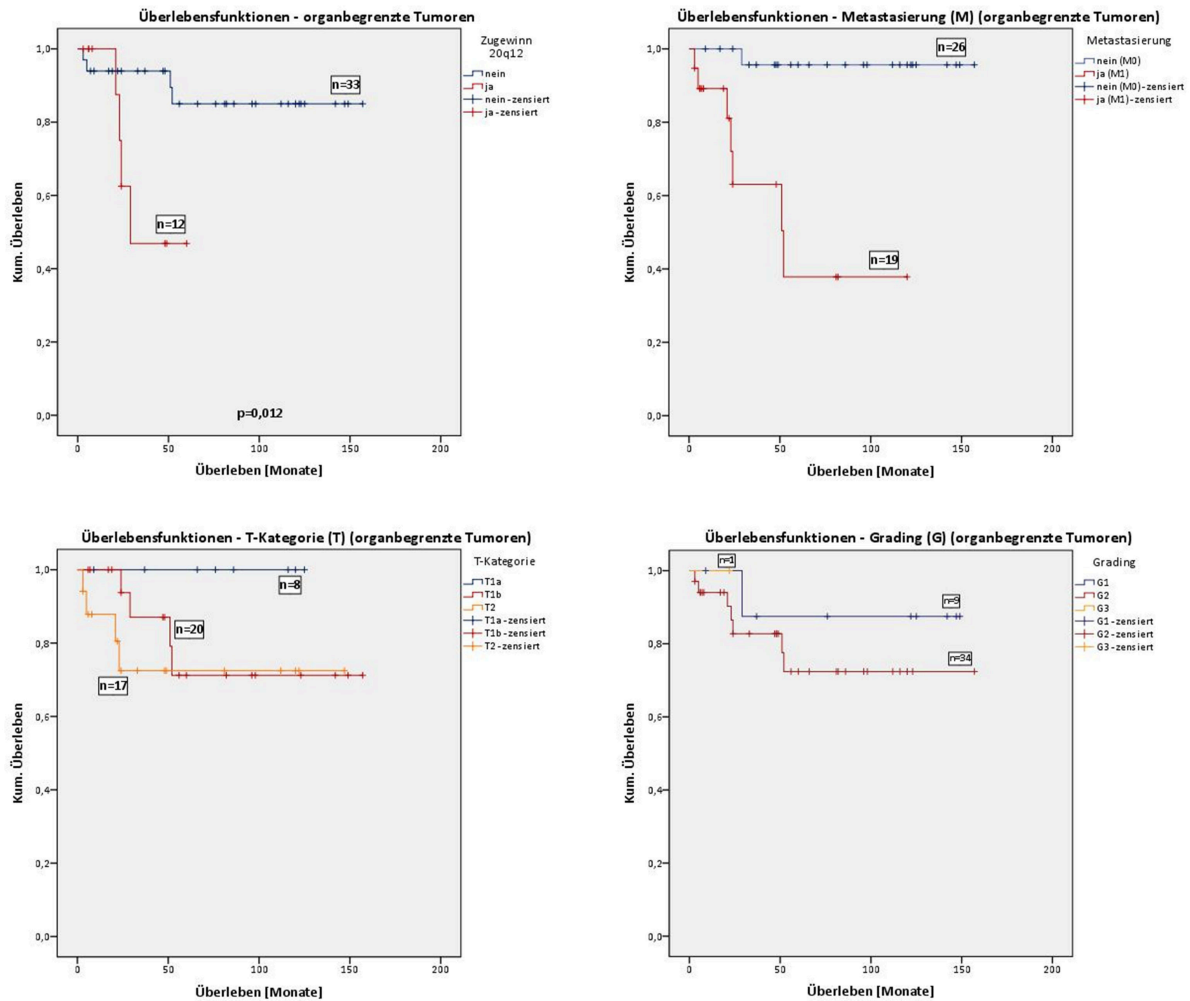 Überlebensfunktionen - organbegrenzte Tumoren
Zugewinn
20q12
nein
ja
nein-zensiert
ja-zensiert
1,0
0,8
0,6
0,4
0,2
0,0
n=33
n=12
p=0,012
0
50
100
150
200
Kum. Überleben
Überleben [Monate]
Überlebensfunktionen - Metastasierung (M) (organbegrenzte Tumoren)
Metastasierung
nein (M0)
ja (M1)
nein (M0)-zensiert
ja (M1)-zensiert
1,0
0,8
0,6
0,4
0,2
0,0
n=26
n=19
0
50
100
150
200
Kum. Überleben
Überleben [Monate]
Überlebensfunktionen - T-Kategorie (T) (organbegrenzte Tumoren)
T-Kategorie
T1a
T1b
T2
T1a-zensiert
T1b-zensiert
T2-zensiert
1,0
0,8
0,6
0,4
0,2
0,0
n=8
n=20
n=17
0
50
100
150
200
Kum. Überleben
Überleben [Monate]
Überlebensfunktionen - Grading (G) (organbegrenzte Tumoren)
Grading
G1
G2
G3
G1-zensiert
G2-zensiert
G3-zensiert
1,0
0,8
0,6
0,4
0,2
0,0
n=1
n=9
n=34
0
50
100
150
200
Kum. Überleben
Überleben [Monate]